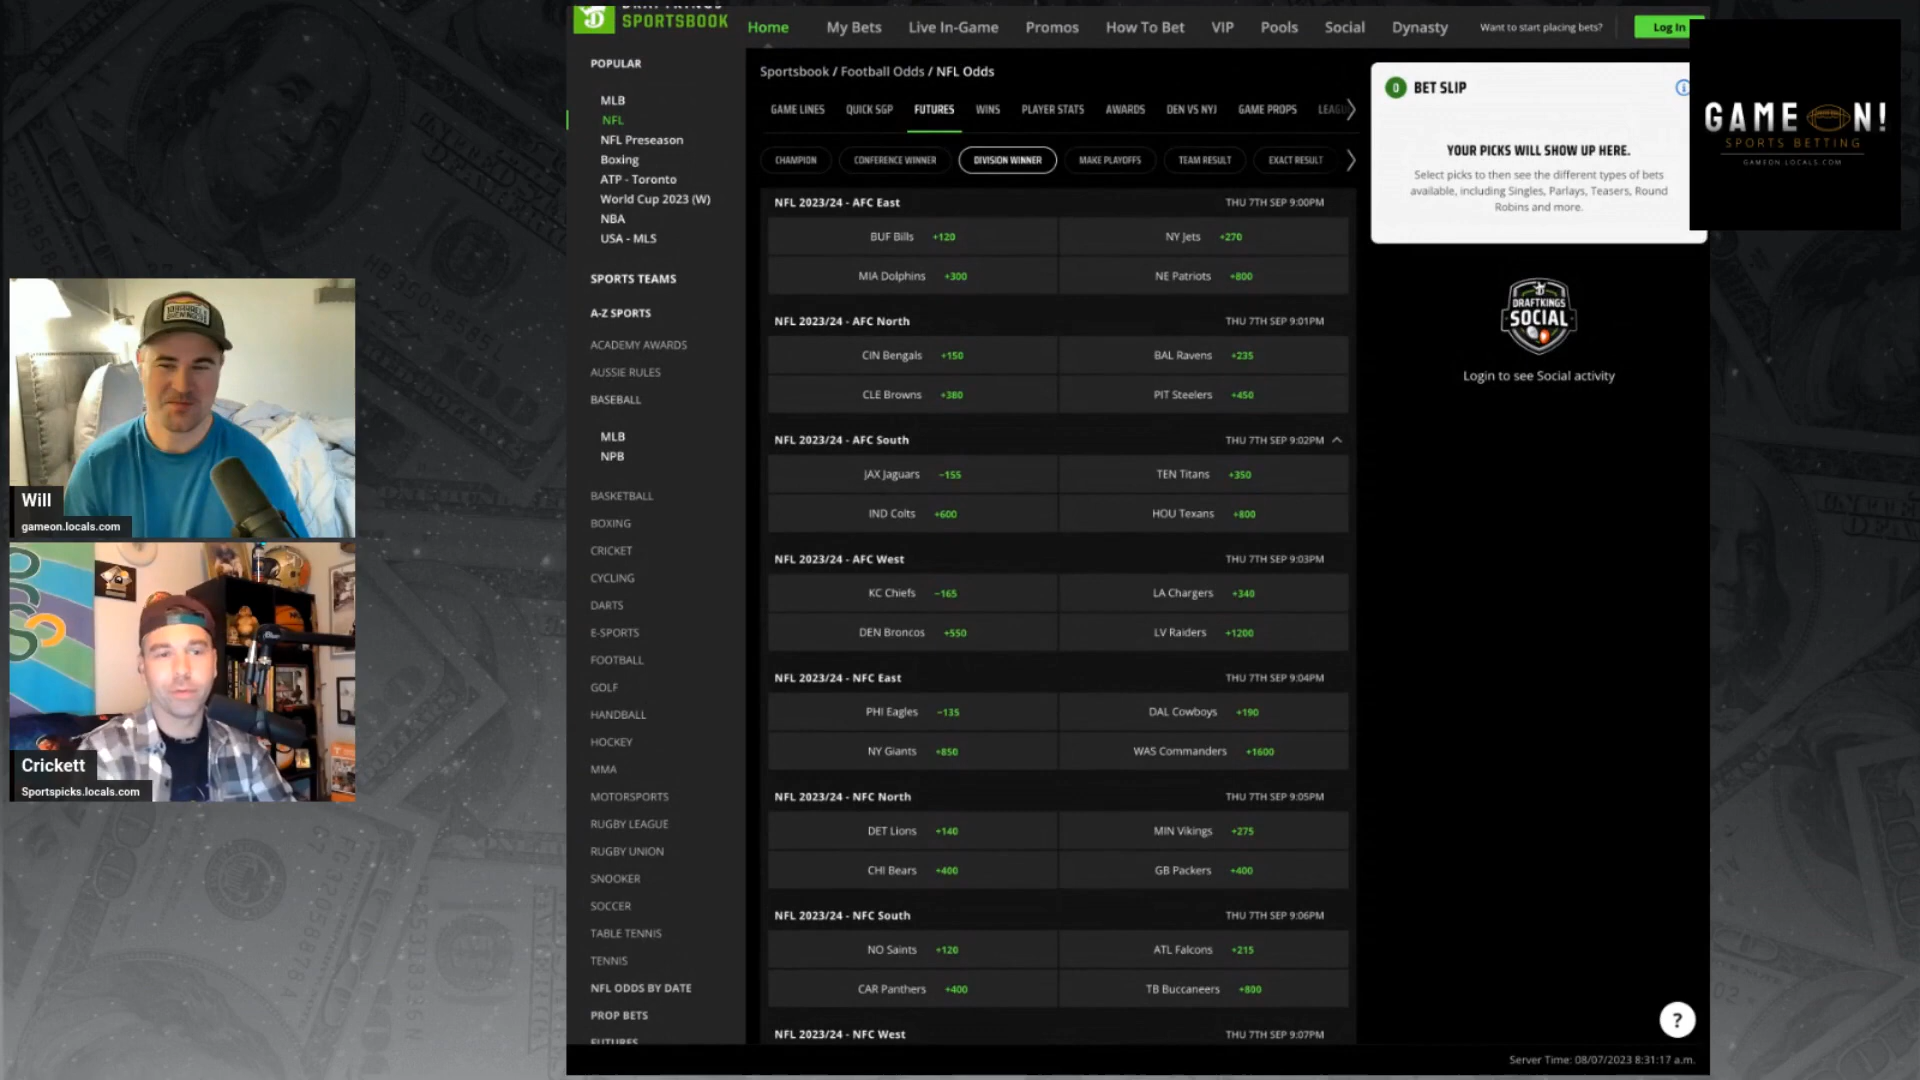 SPORTSBOOK
Home
My Bets
Live In-Game
Promos
How To Bet
VIP
Pools
Social
Dynasty
Want to start placing bets?
Log In
POPULAR
MLB
NFL
NFL Preseason
Boxing
ATP - Toronto
World Cup 2023 (W)
NBA
USA - MLS
SPORTS TEAMS
A-Z SPORTS
ACADEMY AWARDS
AUSSIE RULES
BASEBALL
MLB
NPB
BASKETBALL
BOXING
CRICKET
CYCLING
DARTS
E-SPORTS
FOOTBALL
GOLF
HANDBALL
HOCKEY
MMA
MOTORSPORTS
RUGBY LEAGUE
RUGBY UNION
SNOOKER
SOCCER
TABLE TENNIS
TENNIS
NFL ODDS BY DATE
PROP BETS
FUTURES
Sportsbook / Football Odds / NFL Odds
GAME LINES
QUICK SGP
FUTURES
WINS
PLAYER STATS
AWARDS
DEN VS NYJ
GAME PROPS
CHAMPION
CONFERENCE WINNER
DIVISION WINNER
MAKE PLAYOFFS
TEAM RESULT
EXACT RESULT
NFL 2023/24 - AFC East THU 7TH SEP 9:00PM
BUF Bills +120 NY Jets +270
MIA Dolphins +300 NE Patriots +800
NFL 2023/24 - AFC North THU 7TH SEP 9:01PM
CIN Bengals +150 BAL Ravens +235
CLE Browns +380 PIT Steelers +450
NFL 2023/24 - AFC South THU 7TH SEP 9:02PM
JAX Jaguars −155 TEN Titans +350
IND Colts +600 HOU Texans +800
NFL 2023/24 - AFC West THU 7TH SEP 9:03PM
KC Chiefs −165 LA Chargers +340
DEN Broncos +550 LV Raiders +1200
NFL 2023/24 - NFC East THU 7TH SEP 9:04PM
PHI Eagles −135 DAL Cowboys +190
NY Giants +850 WAS Commanders +1600
NFL 2023/24 - NFC North THU 7TH SEP 9:05PM
DET Lions +140 MIN Vikings +275
CHI Bears +400 GB Packers +400
NFL 2023/24 - NFC South THU 7TH SEP 9:06PM
NO Saints +120 ATL Falcons +215
CAR Panthers +400 TB Buccaneers +800
NFL 2023/24 - NFC West THU 7TH SEP 9:07PM
0 BET SLIP
YOUR PICKS WILL SHOW UP HERE.
Select picks to then see the different types of bets
available, including Singles, Parlays, Teasers, Round
Robins and more.
DRAFTKINGS
SOCIAL
Login to see Social activity
?
Server Time: 08/07/2023 8:31:17 a.m.
GAME ON!
SPORTS BETTING
GAMEON.LOCALS.COM
Will
gameon.locals.com
Crickett
Sportspicks.locals.com